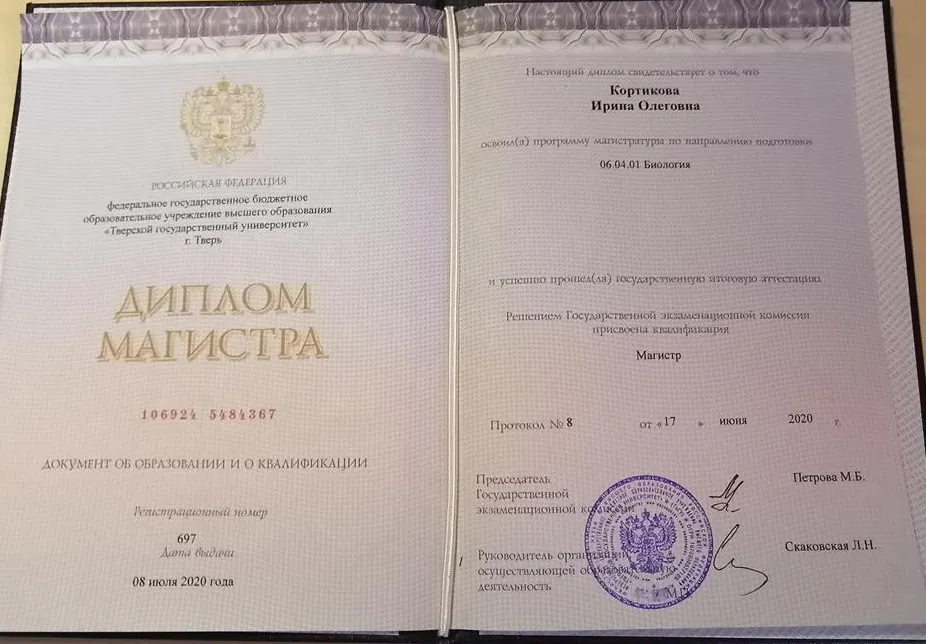 РОССИЙСКАЯ ФЕДЕРАЦИЯ
федеральное государственное бюджетное
образовательное учреждение высшего образования
«Тверской государственный университет»
г. Тверь
ДИПЛОМ
МАГИСТРА
106924 5484367
ДОКУМЕНТ ОБ ОБРАЗОВАНИИ И О КВАЛИФИКАЦИИ
Регистрационный номер
697
Дата выдачи
08 июля 2020 года
Настоящий диплом свидетельствует о том, что
Кортикова
Ирина Олеговна
освоил(а) программу магистратуры по направлению подготовки
06.04.01 Биология
и успешно прошел(ла) государственную итоговую аттестацию
Решением Государственной экзаменационной комиссии
присвоена квалификация
Магистр
Протокол № 8 от «17 » июня 2020 г.
Председатель
Государственной
экзаменационной
Петрова М.Б.
Руководитель организации,
осуществляющей образовательную
деятельность
Скаковская Л.Н.
М.П.